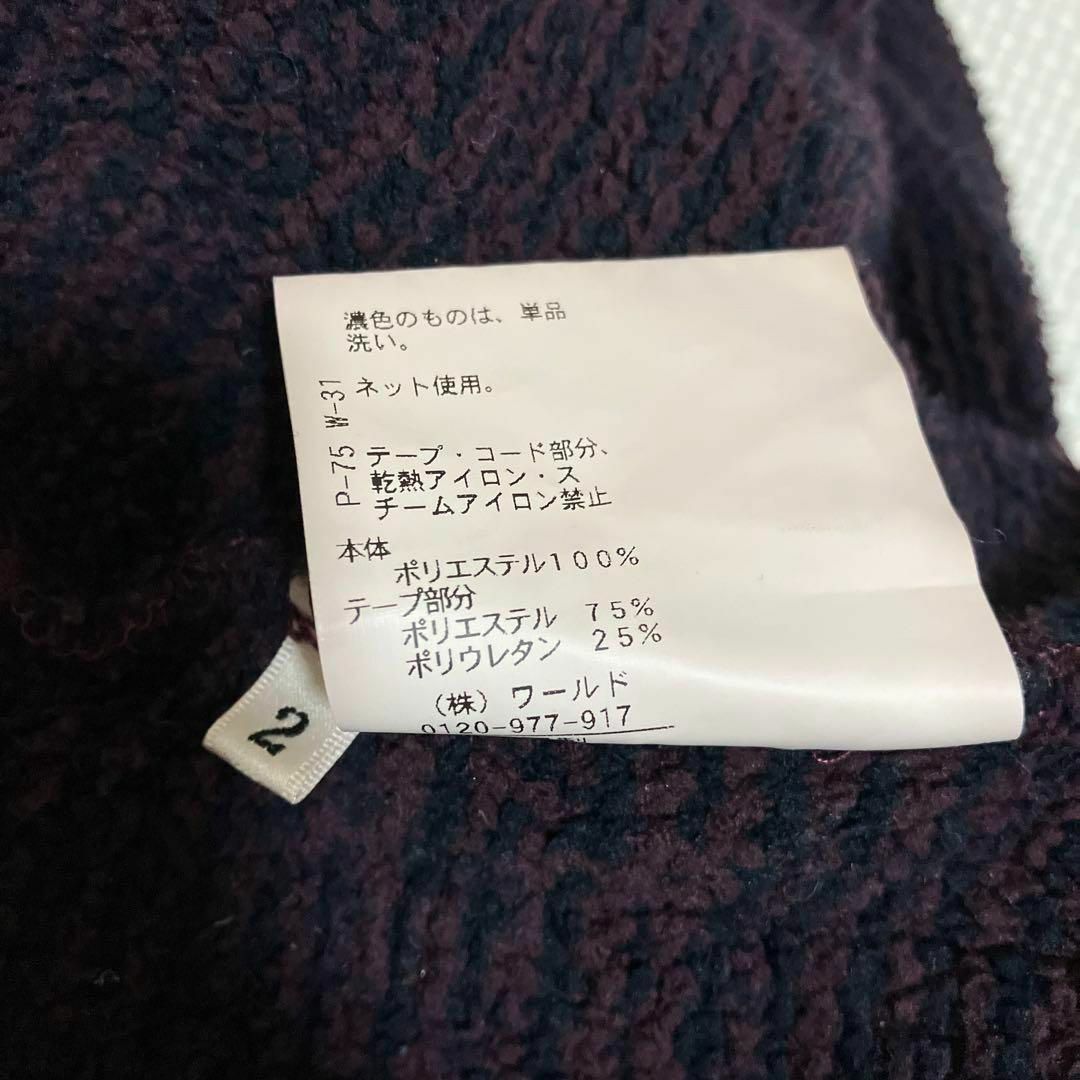 濃色のものは、単品
洗い。
ネット使用。
P-75 W-31
テープ・コード部分、
乾熱アイロン・ス
チームアイロン禁止
本体
ポリエステル100%
テープ部分
ポリエステル 75%
ポリウレタン 25%
(株) ワールド
0120-977-917
2